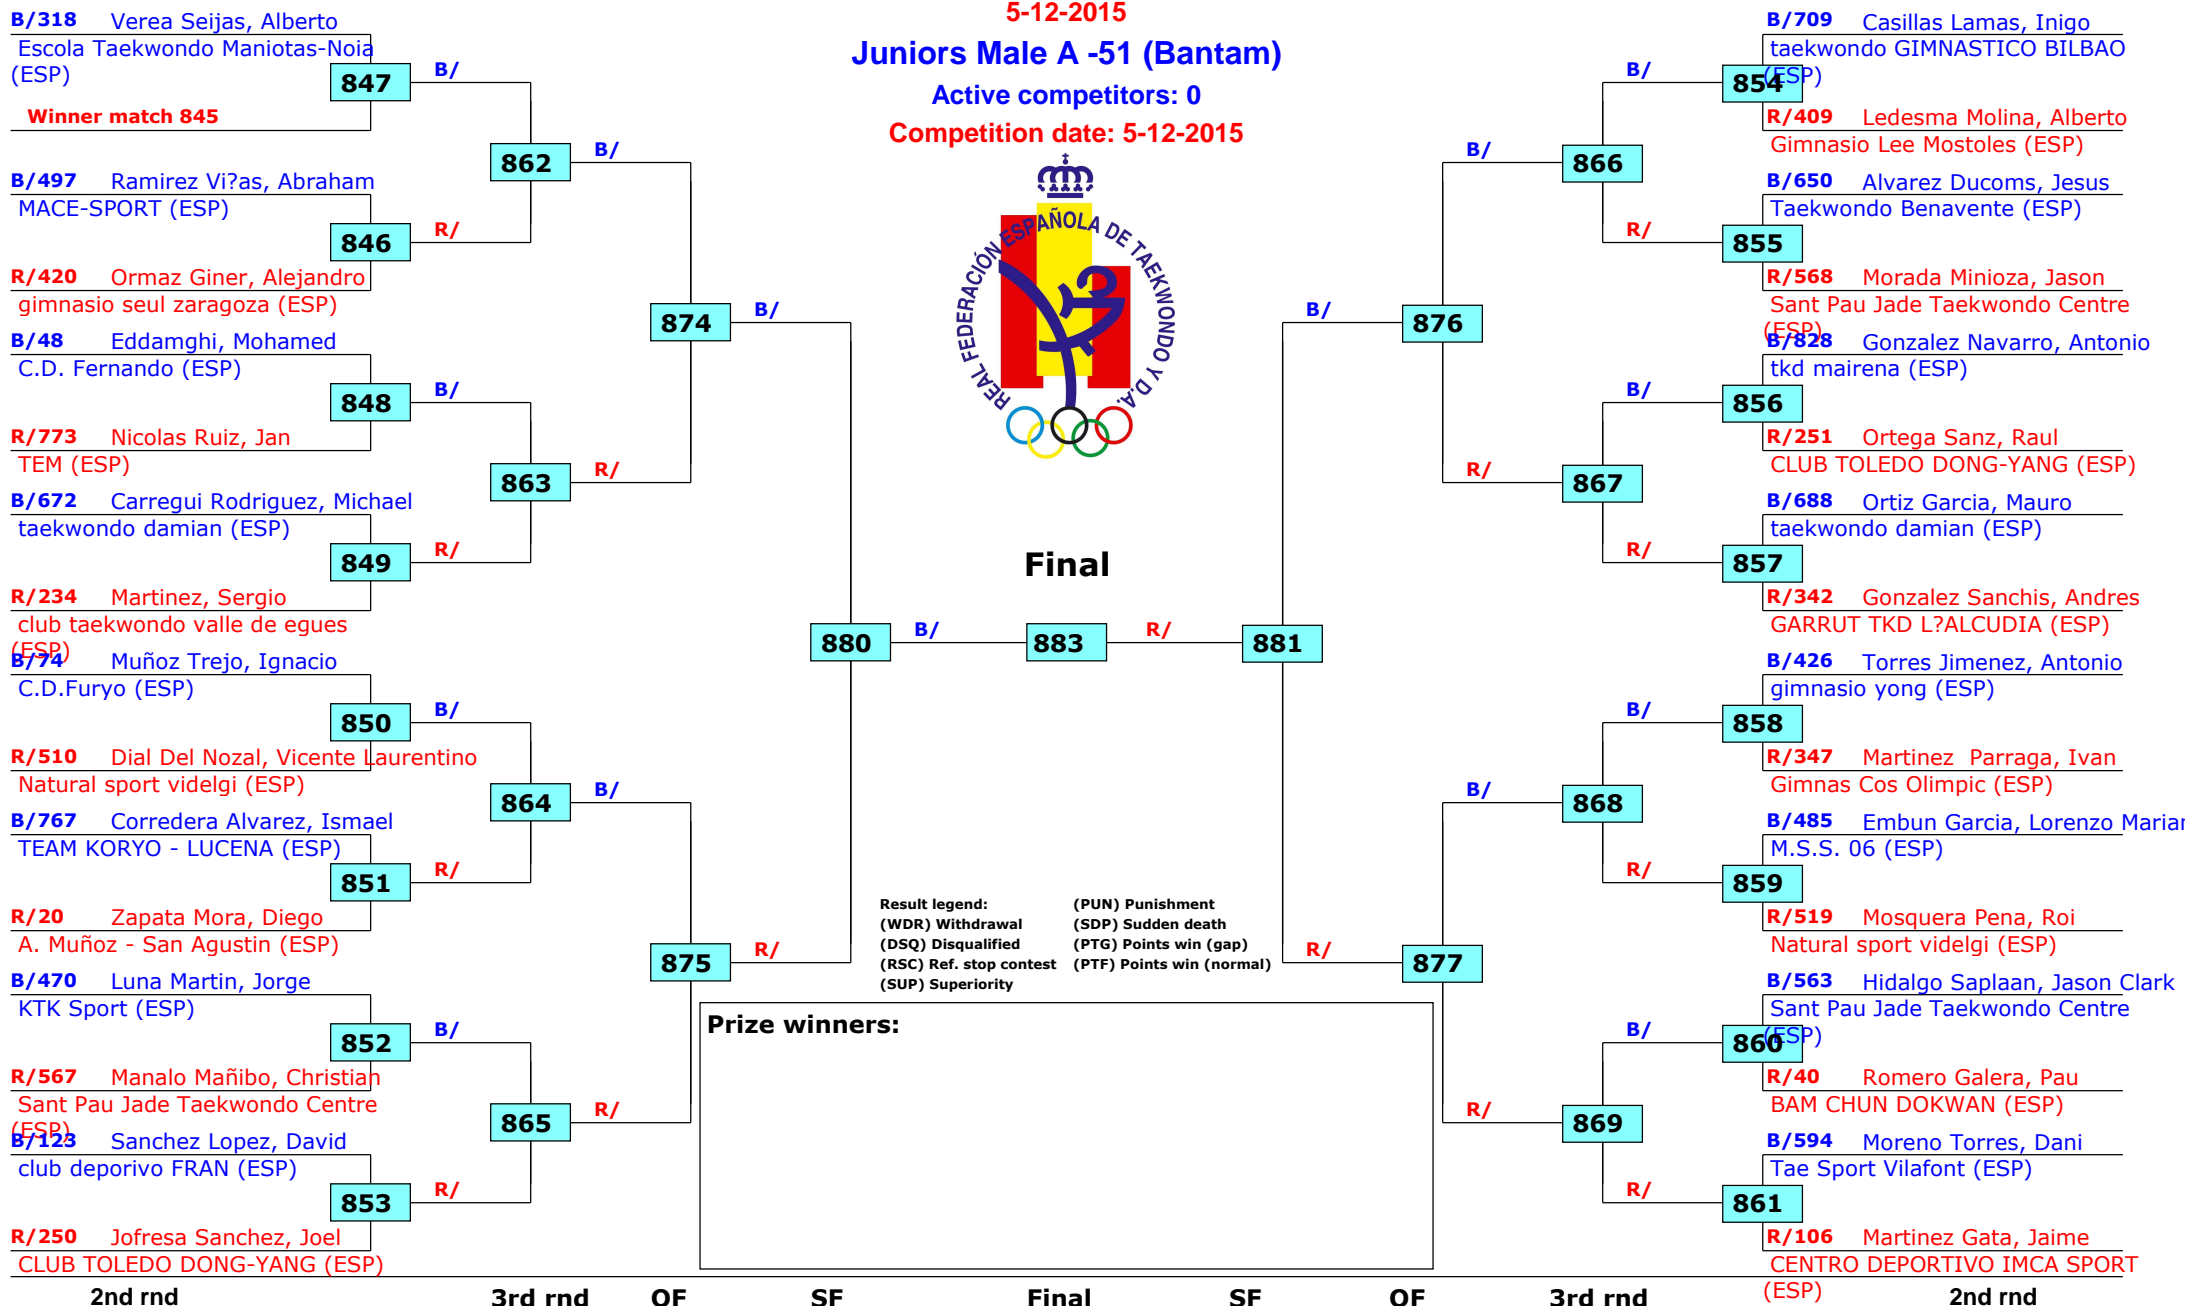 5-12-2015
Juniors Male A -51 (Bantam)
Active competitors: 0
Competition date: 5-12-2015
REAL FEDERACIÓN ESPAÑOLA DE TAEKWONDO Y D.A.
B/318 Verea Seijas, Alberto
Escola Taekwondo Maniotas-Noia
(ESP)
847
B/
Winner match 845
862
B/
B/497 Ramirez Vi?as, Abraham
MACE-SPORT (ESP)
846
R/
R/420 Ormaz Giner, Alejandro
gimnasio seul zaragoza (ESP)
874
B/
B/48 Eddamghi, Mohamed
C.D. Fernando (ESP)
848
B/
R/773 Nicolas Ruiz, Jan
TEM (ESP)
863
R/
B/672 Carregui Rodriguez, Michael
taekwondo damian (ESP)
849
R/
R/234 Martinez, Sergio
club taekwondo valle de egues
(ESP)
880
B/
B/74 Muñoz Trejo, Ignacio
C.D.Furyo (ESP)
850
B/
R/510 Dial Del Nozal, Vicente Laurentino
Natural sport videlgi (ESP)
864
B/
B/767 Corredera Alvarez, Ismael
TEAM KORYO - LUCENA (ESP)
851
R/
R/20 Zapata Mora, Diego
A. Muñoz - San Agustin (ESP)
875
R/
B/470 Luna Martin, Jorge
KTK Sport (ESP)
852
B/
R/567 Manalo Mañibo, Christian
Sant Pau Jade Taekwondo Centre
(ESP)
865
R/
B/123 Sanchez Lopez, David
club deporivo FRAN (ESP)
853
R/
R/250 Jofresa Sanchez, Joel
CLUB TOLEDO DONG-YANG (ESP)
Final
883
R/
881
Result legend:
(WDR) Withdrawal
(DSQ) Disqualified
(RSC) Ref. stop contest
(SUP) Superiority
(PUN) Punishment
(SDP) Sudden death
(PTG) Points win (gap)
(PTF) Points win (normal)
Prize winners:
B/709 Casillas Lamas, Inigo
taekwondo GIMNASTICO BILBAO
(ESP)
B/
854
R/409 Ledesma Molina, Alberto
Gimnasio Lee Mostoles (ESP)
B/
866
B/650 Alvarez Ducoms, Jesus
Taekwondo Benavente (ESP)
R/
855
R/568 Morada Minioza, Jason
Sant Pau Jade Taekwondo Centre
(ESP)
B/
876
B/828 Gonzalez Navarro, Antonio
tkd mairena (ESP)
B/
856
R/251 Ortega Sanz, Raul
CLUB TOLEDO DONG-YANG (ESP)
R/
867
B/688 Ortiz Garcia, Mauro
taekwondo damian (ESP)
R/
857
R/342 Gonzalez Sanchis, Andres
GARRUT TKD L?ALCUDIA (ESP)
B/426 Torres Jimenez, Antonio
gimnasio yong (ESP)
B/
858
R/347 Martinez  Parraga, Ivan
Gimnas Cos Olimpic (ESP)
B/
868
B/485 Embun Garcia, Lorenzo Marian
M.S.S. 06 (ESP)
R/
859
R/519 Mosquera Pena, Roi
Natural sport videlgi (ESP)
R/
877
B/563 Hidalgo Saplaan, Jason Clark
Sant Pau Jade Taekwondo Centre
(ESP)
B/
860
R/40 Romero Galera, Pau
BAM CHUN DOKWAN (ESP)
R/
869
B/594 Moreno Torres, Dani
Tae Sport Vilafont (ESP)
R/
861
R/106 Martinez Gata, Jaime
CENTRO DEPORTIVO IMCA SPORT
(ESP)
2nd rnd 3rd rnd QF SF Final SF QF 3rd rnd 2nd rnd